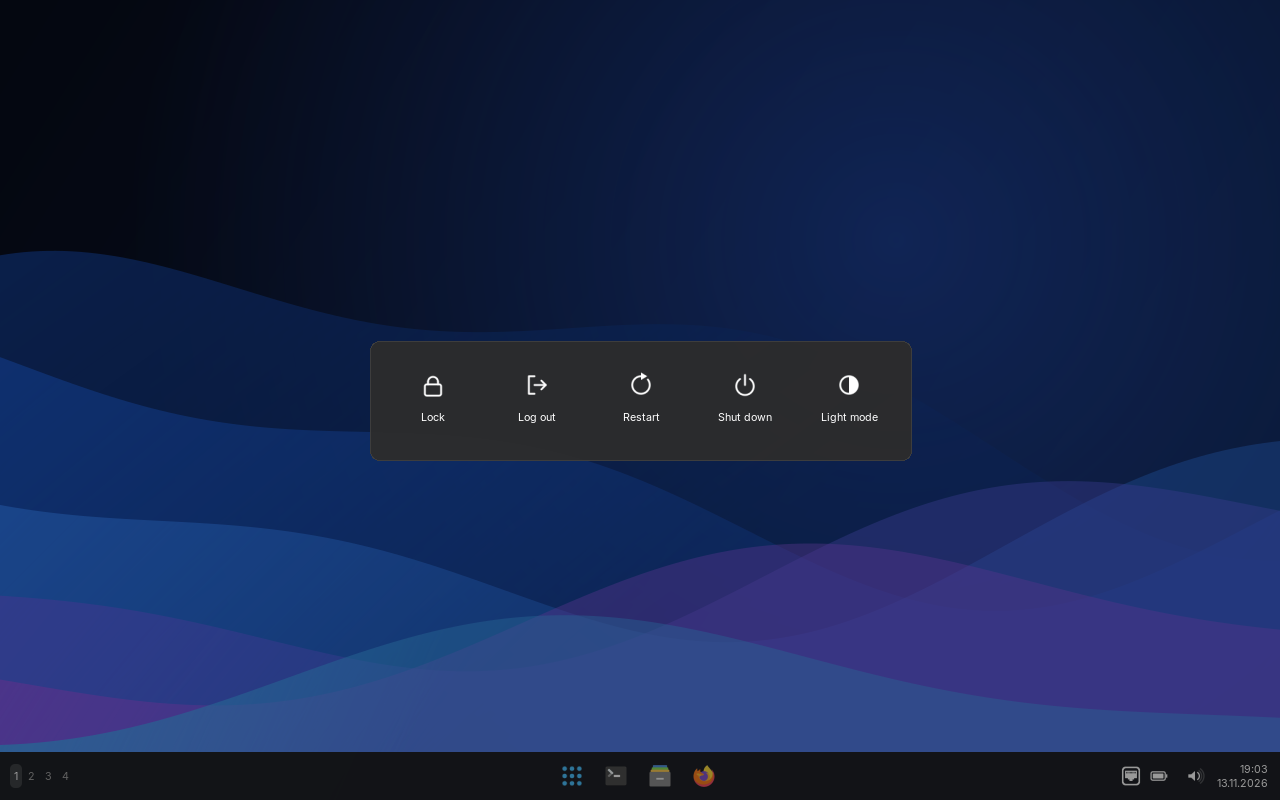 Lock
Log out
Restart
Shut down
Light mode
1 2 3 4
19:03
13.11.2026